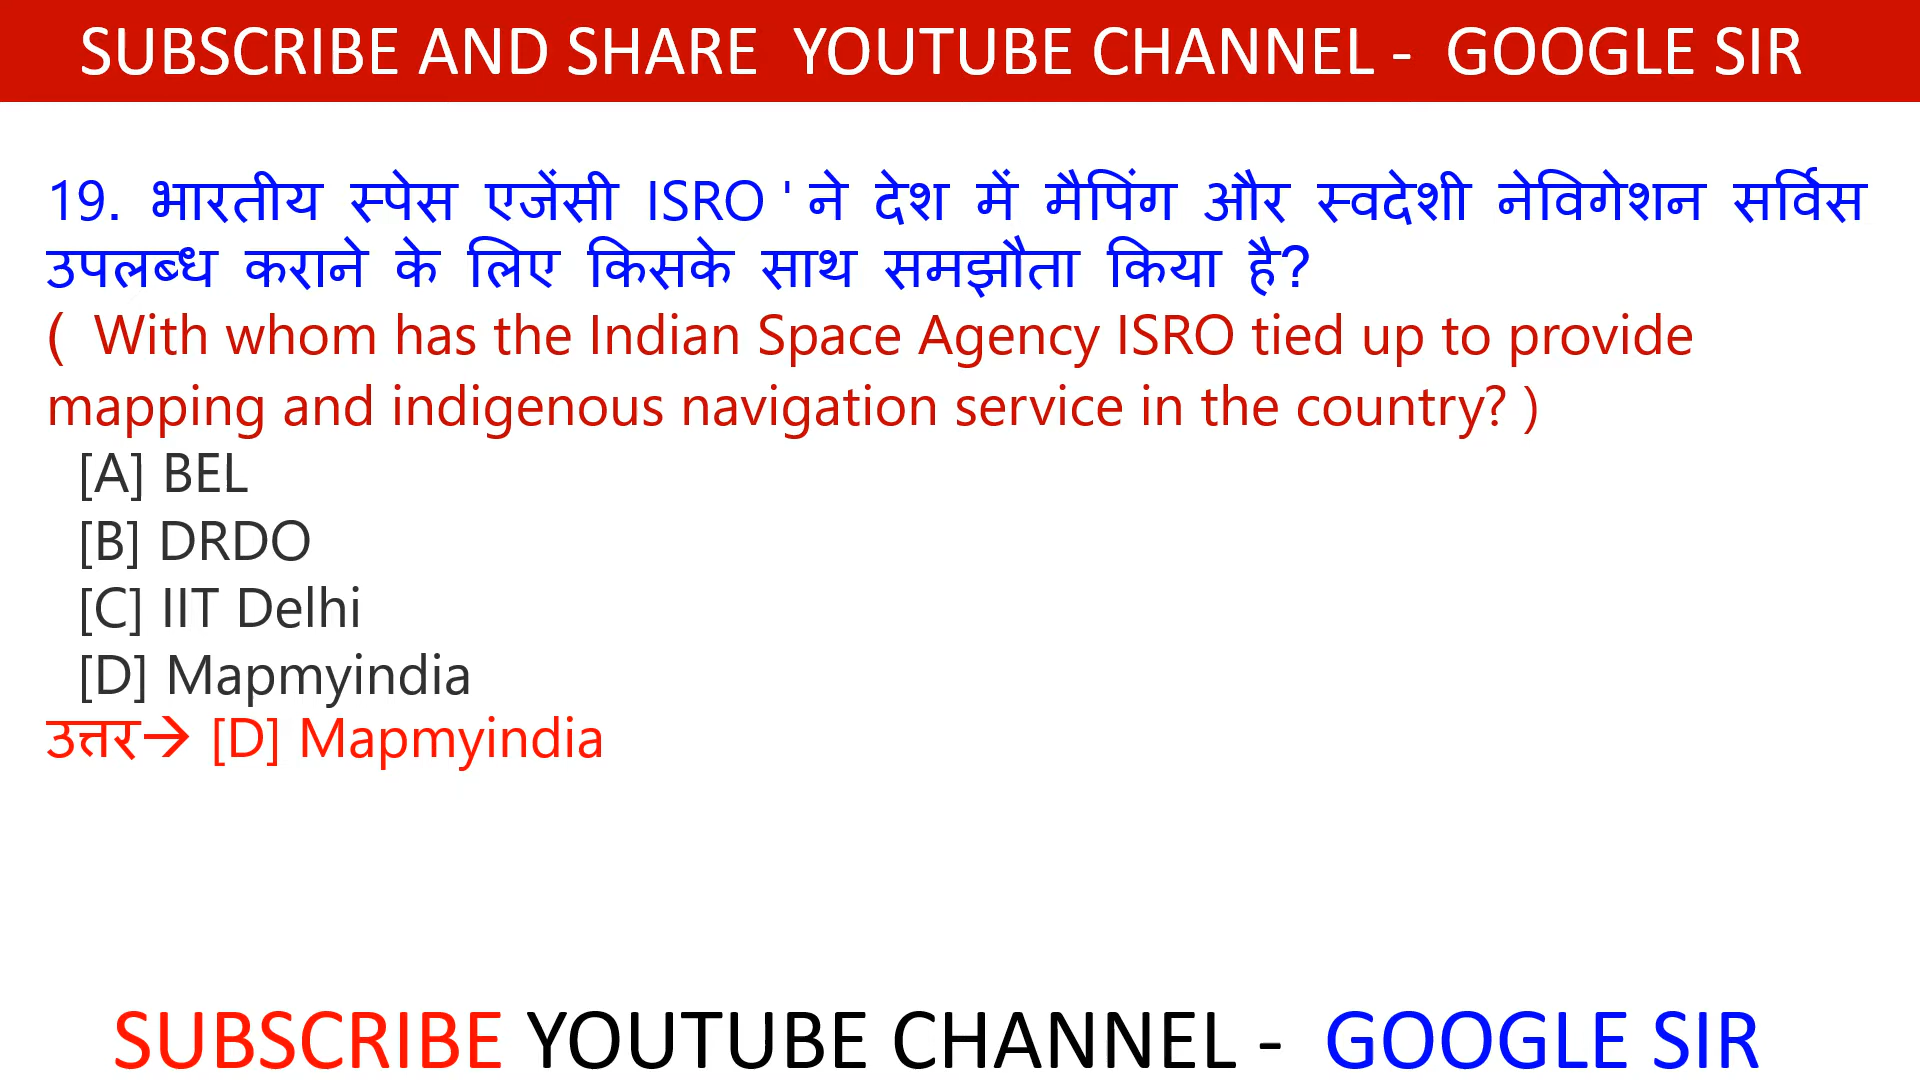 SUBSCRIBE AND SHARE YOUTUBE CHANNEL - GOOGLE SIR
19. भारतीय स्पेस एजेंसी ISRO ' ने देश में मैपिंग और स्वदेशी नेविगेशन सर्विस
उपलब्ध कराने के लिए किसके साथ समझौता किया है?
( With whom has the Indian Space Agency ISRO tied up to provide
mapping and indigenous navigation service in the country? )
[A] BEL
[B] DRDO
[C] IIT Delhi
[D] Mapmyindia
उत्तर→ [D] Mapmyindia
SUBSCRIBE YOUTUBE CHANNEL - GOOGLE SIR